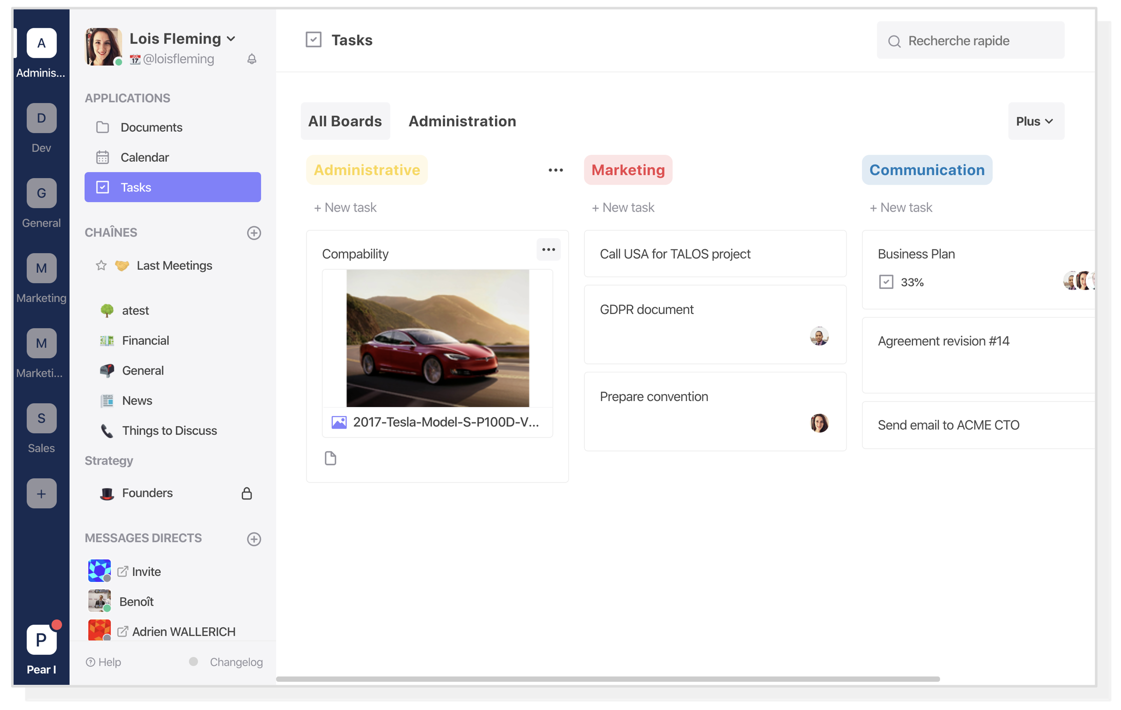 A
Adminis...
D
Dev
G
General
M
Marketing
M
Marketi...
S
Sales
+
P
Pear I
Lois Fleming
@loisfleming
APPLICATIONS
Documents
Calendar
Tasks
CHAÎNES
Last Meetings
atest
Financial
General
News
Things to Discuss
Strategy
Founders
MESSAGES DIRECTS
Invite
Benoît
Adrien WALLERICH
Help
Changelog
Tasks
Recherche rapide
All Boards
Administration
Plus
Administrative
+ New task
Compability
2017-Tesla-Model-S-P100D-V...
Marketing
+ New task
Call USA for TALOS project
GDPR document
Prepare convention
Communication
+ New task
Business Plan
33%
Agreement revision #14
Send email to ACME CTO